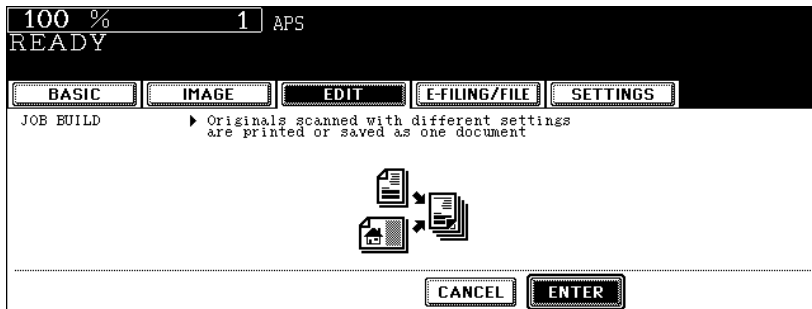 100 % 1 APS
READY
BASIC IMAGE EDIT E-FILING/FILE SETTINGS
JOB BUILD Originals scanned with different settings
are printed or saved as one document
CANCEL ENTER